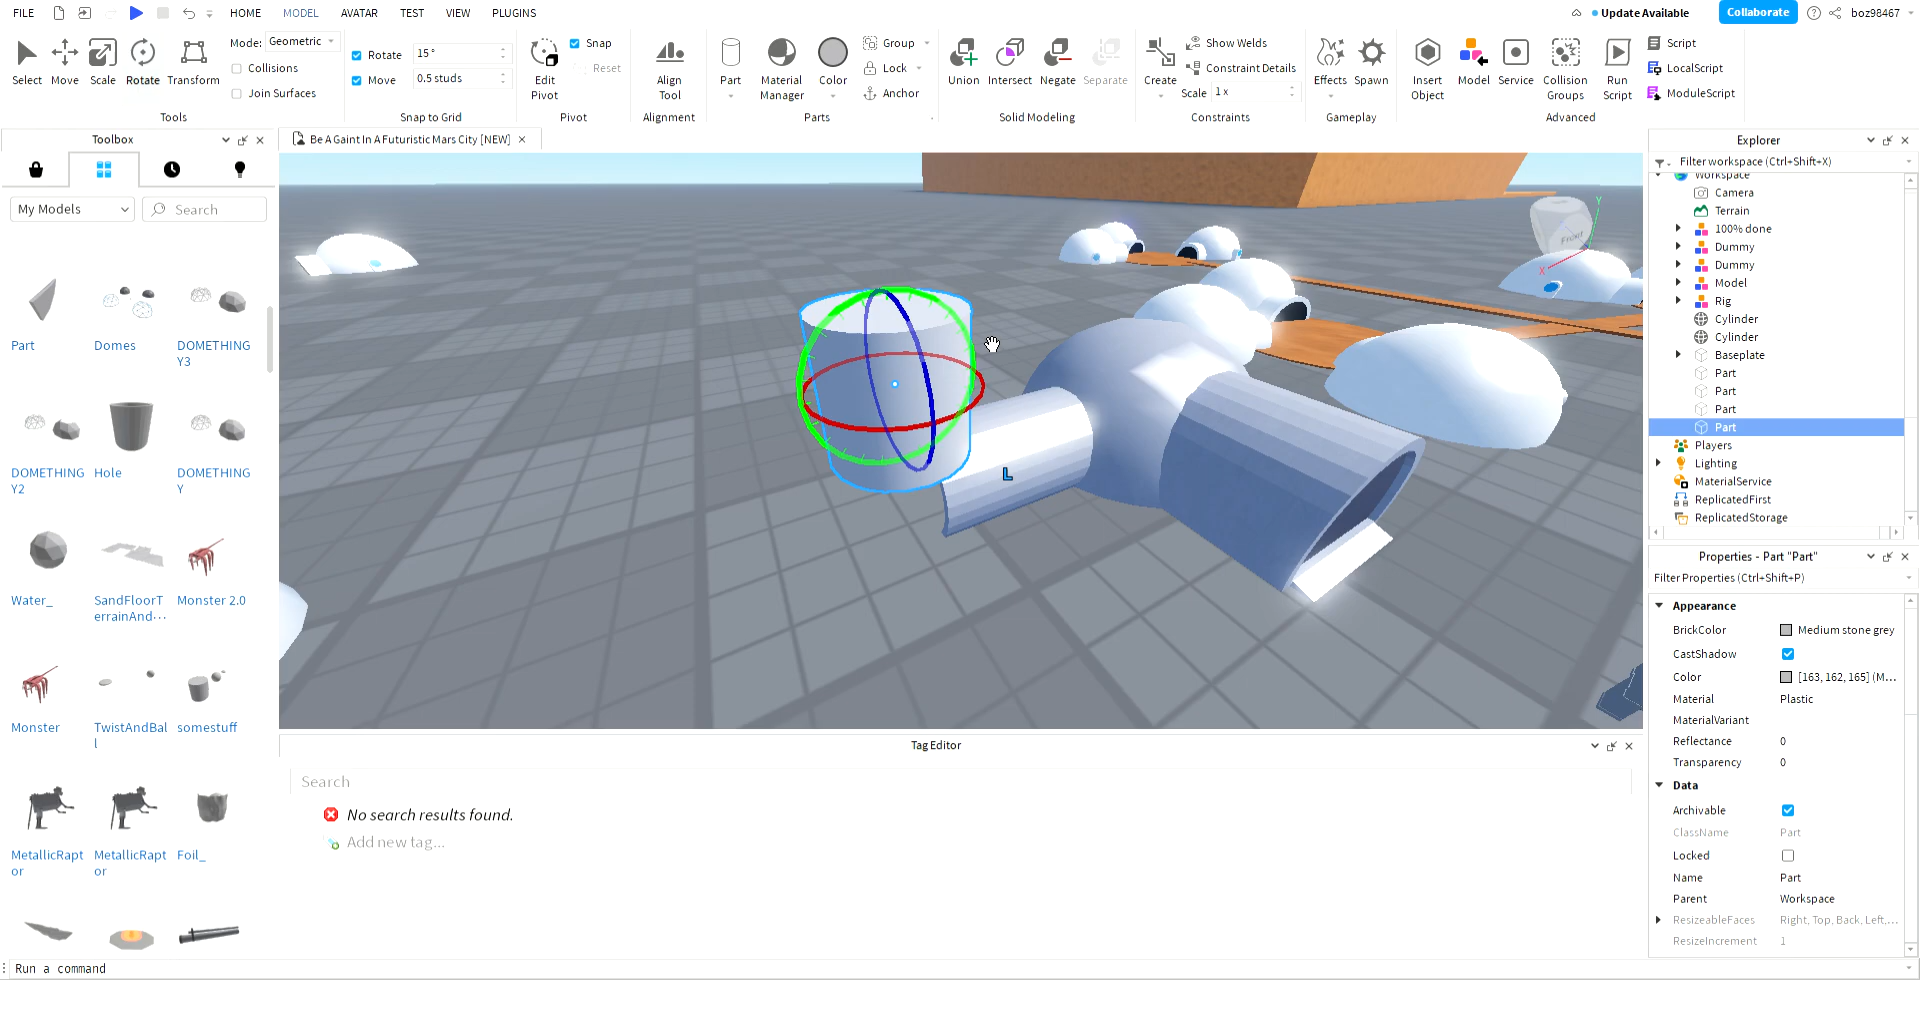 FILE HOME MODEL AVATAR TEST VIEW PLUGINS Update Available Collaborate boz98467
Select Move Scale Rotate Transform
Mode: Geometric
Collisions
Join Surfaces
Tools
Rotate 15°
Move 0.5 studs
Snap to Grid
Edit Pivot
Snap
Reset
Pivot
Align Tool
Alignment
Part Material Manager Color
Group
Lock
Anchor
Parts
Union Intersect Negate Separate
Solid Modeling
Create
Show Welds
Constraint Details
Scale 1 x
Constraints
Effects Spawn
Gameplay
Insert Object Model Service Collision Groups Run Script
Script
LocalScript
ModuleScript
Advanced
Toolbox
My Models Search
Part Domes DOMETHING
Y3
DOMETHING Hole DOMETHING
Y2 Y
Water_ SandFloorT Monster 2.0
errainAnd···
Monster TwistAndBal somestuff
l
MetallicRapt MetallicRapt Foil_
or or
Be A Gaint In A Futuristic Mars City [NEW]
Front
Y
X
L
Tag Editor
Search
No search results found.
Add new tag...
Explorer
Filter workspace (Ctrl+Shift+X)
Workspace
Camera
Terrain
100% done
Dummy
Dummy
Model
Rig
Cylinder
Cylinder
Baseplate
Part
Part
Part
Part
Players
Lighting
MaterialService
ReplicatedFirst
ReplicatedStorage
Properties - Part "Part"
Filter Properties (Ctrl+Shift+P)
Appearance
BrickColor Medium stone grey
CastShadow
Color [163, 162, 165] (M...
Material Plastic
MaterialVariant
Reflectance 0
Transparency 0
Data
Archivable
ClassName Part
Locked
Name Part
Parent Workspace
ResizeableFaces Right, Top, Back, Left,...
ResizeIncrement 1
Run a command